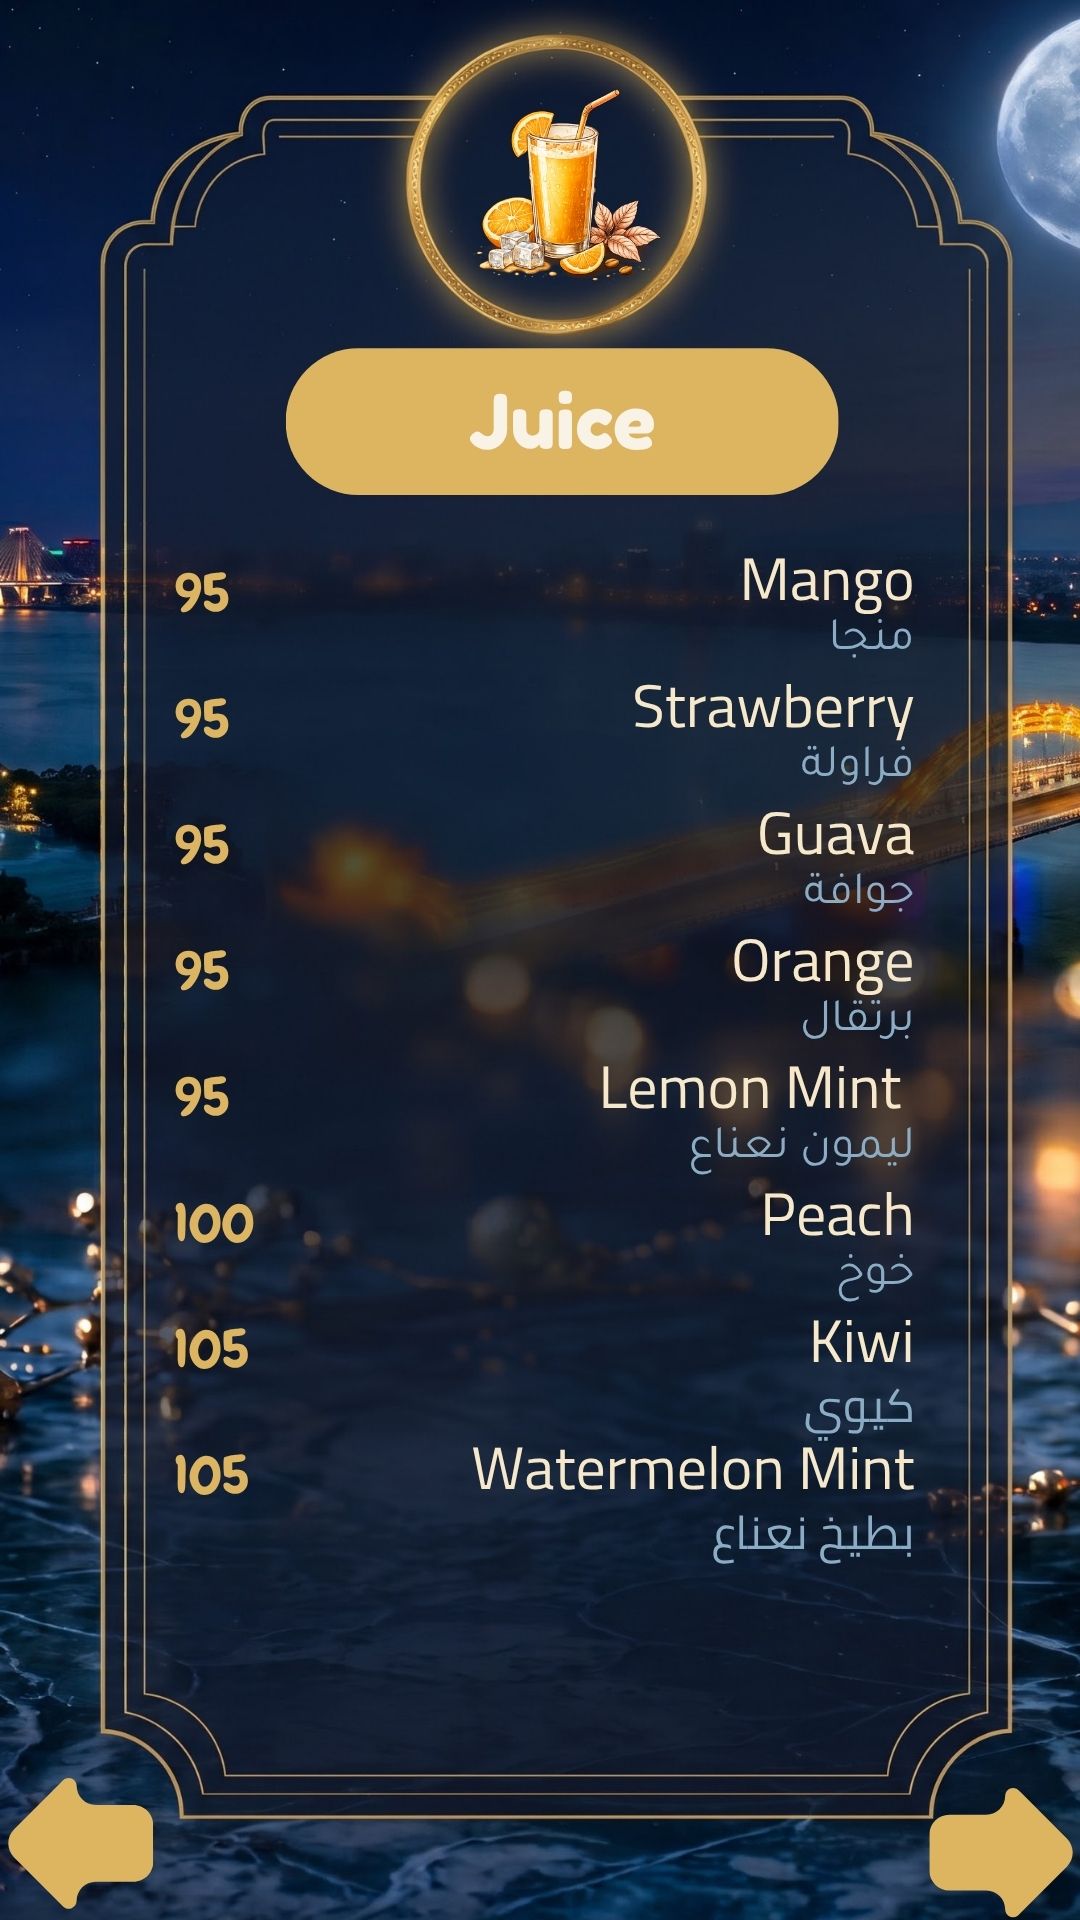 Juice
95 Mango
منجا
95 Strawberry
فراولة
95 Guava
جوافة
95 Orange
برتقال
95 Lemon Mint
ليمون نعناع
100 Peach
خوخ
105 Kiwi
كيوي
105 Watermelon Mint
بطيخ نعناع